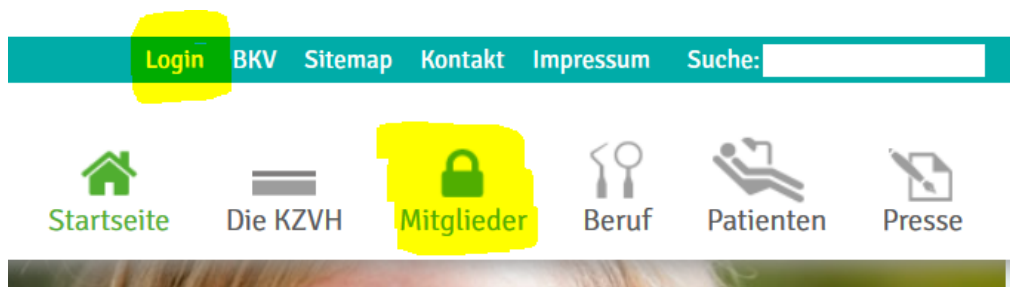 Login BKV Sitemap Kontakt Impressum Suche:
Startseite Die KZVH Mitglieder Beruf Patienten Presse